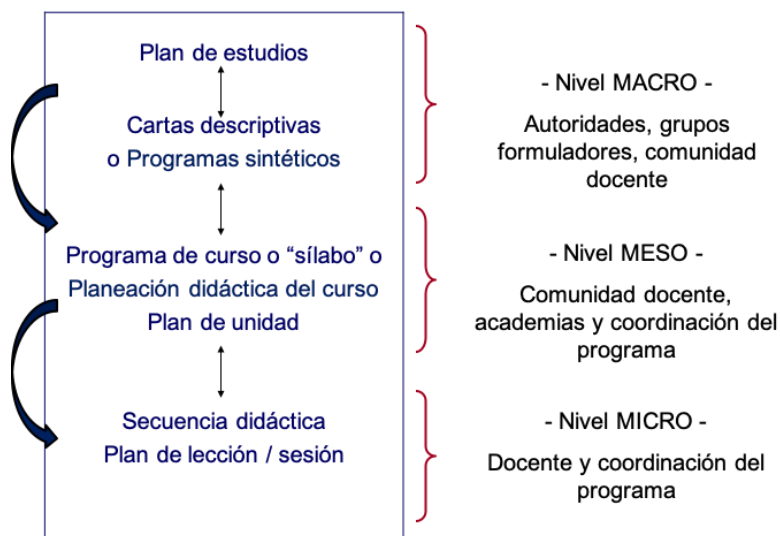 Plan de estudios
Cartas descriptivas
o Programas sintéticos
Programa de curso o “sílabo” o
Planeación didáctica del curso
Plan de unidad
Secuencia didáctica
Plan de lección / sesión
- Nivel MACRO -
Autoridades, grupos
formuladores, comunidad
docente
- Nivel MESO -
Comunidad docente,
academias y coordinación del
programa
- Nivel MICRO -
Docente y coordinación del
programa